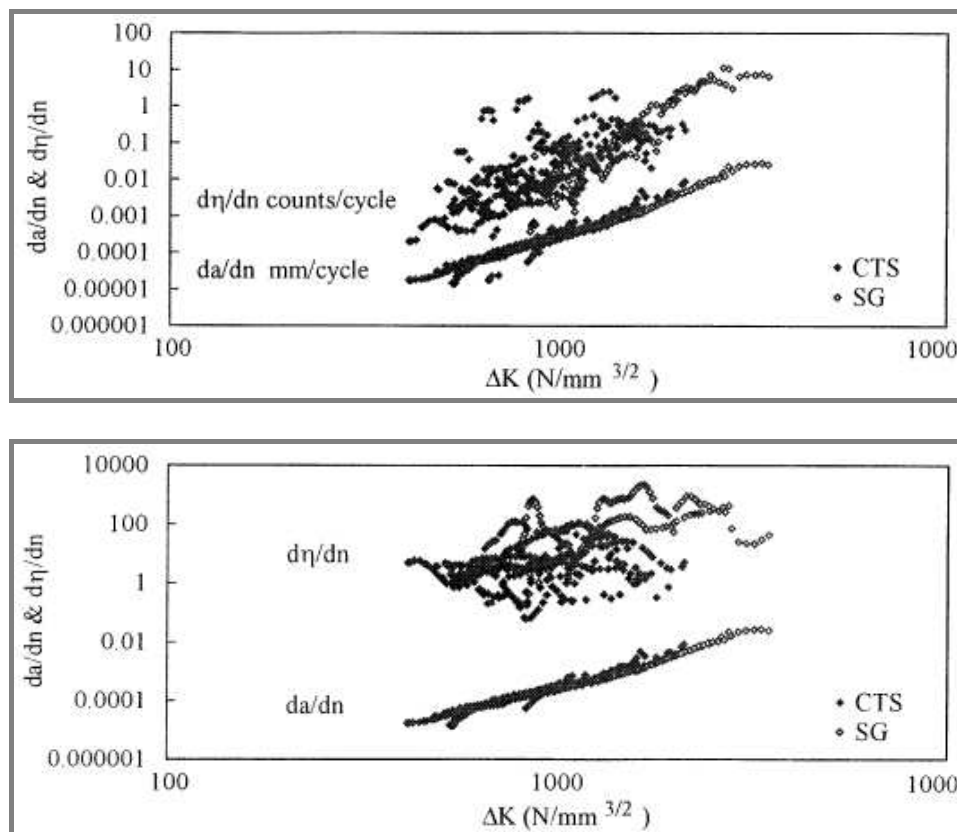 da/dn & dη/dn
100
10
1
0.1
0.01
0.001
0.0001
0.00001
0.000001
dη/dn counts/cycle
da/dn mm/cycle
CTS
SG
100
1000
1000
ΔK (N/mm 3/2 )
da/dn & dη/dn
10000
100
1
0.01
0.0001
0.000001
dη/dn
da/dn
CTS
SG
100
1000
1000
ΔK (N/mm 3/2 )